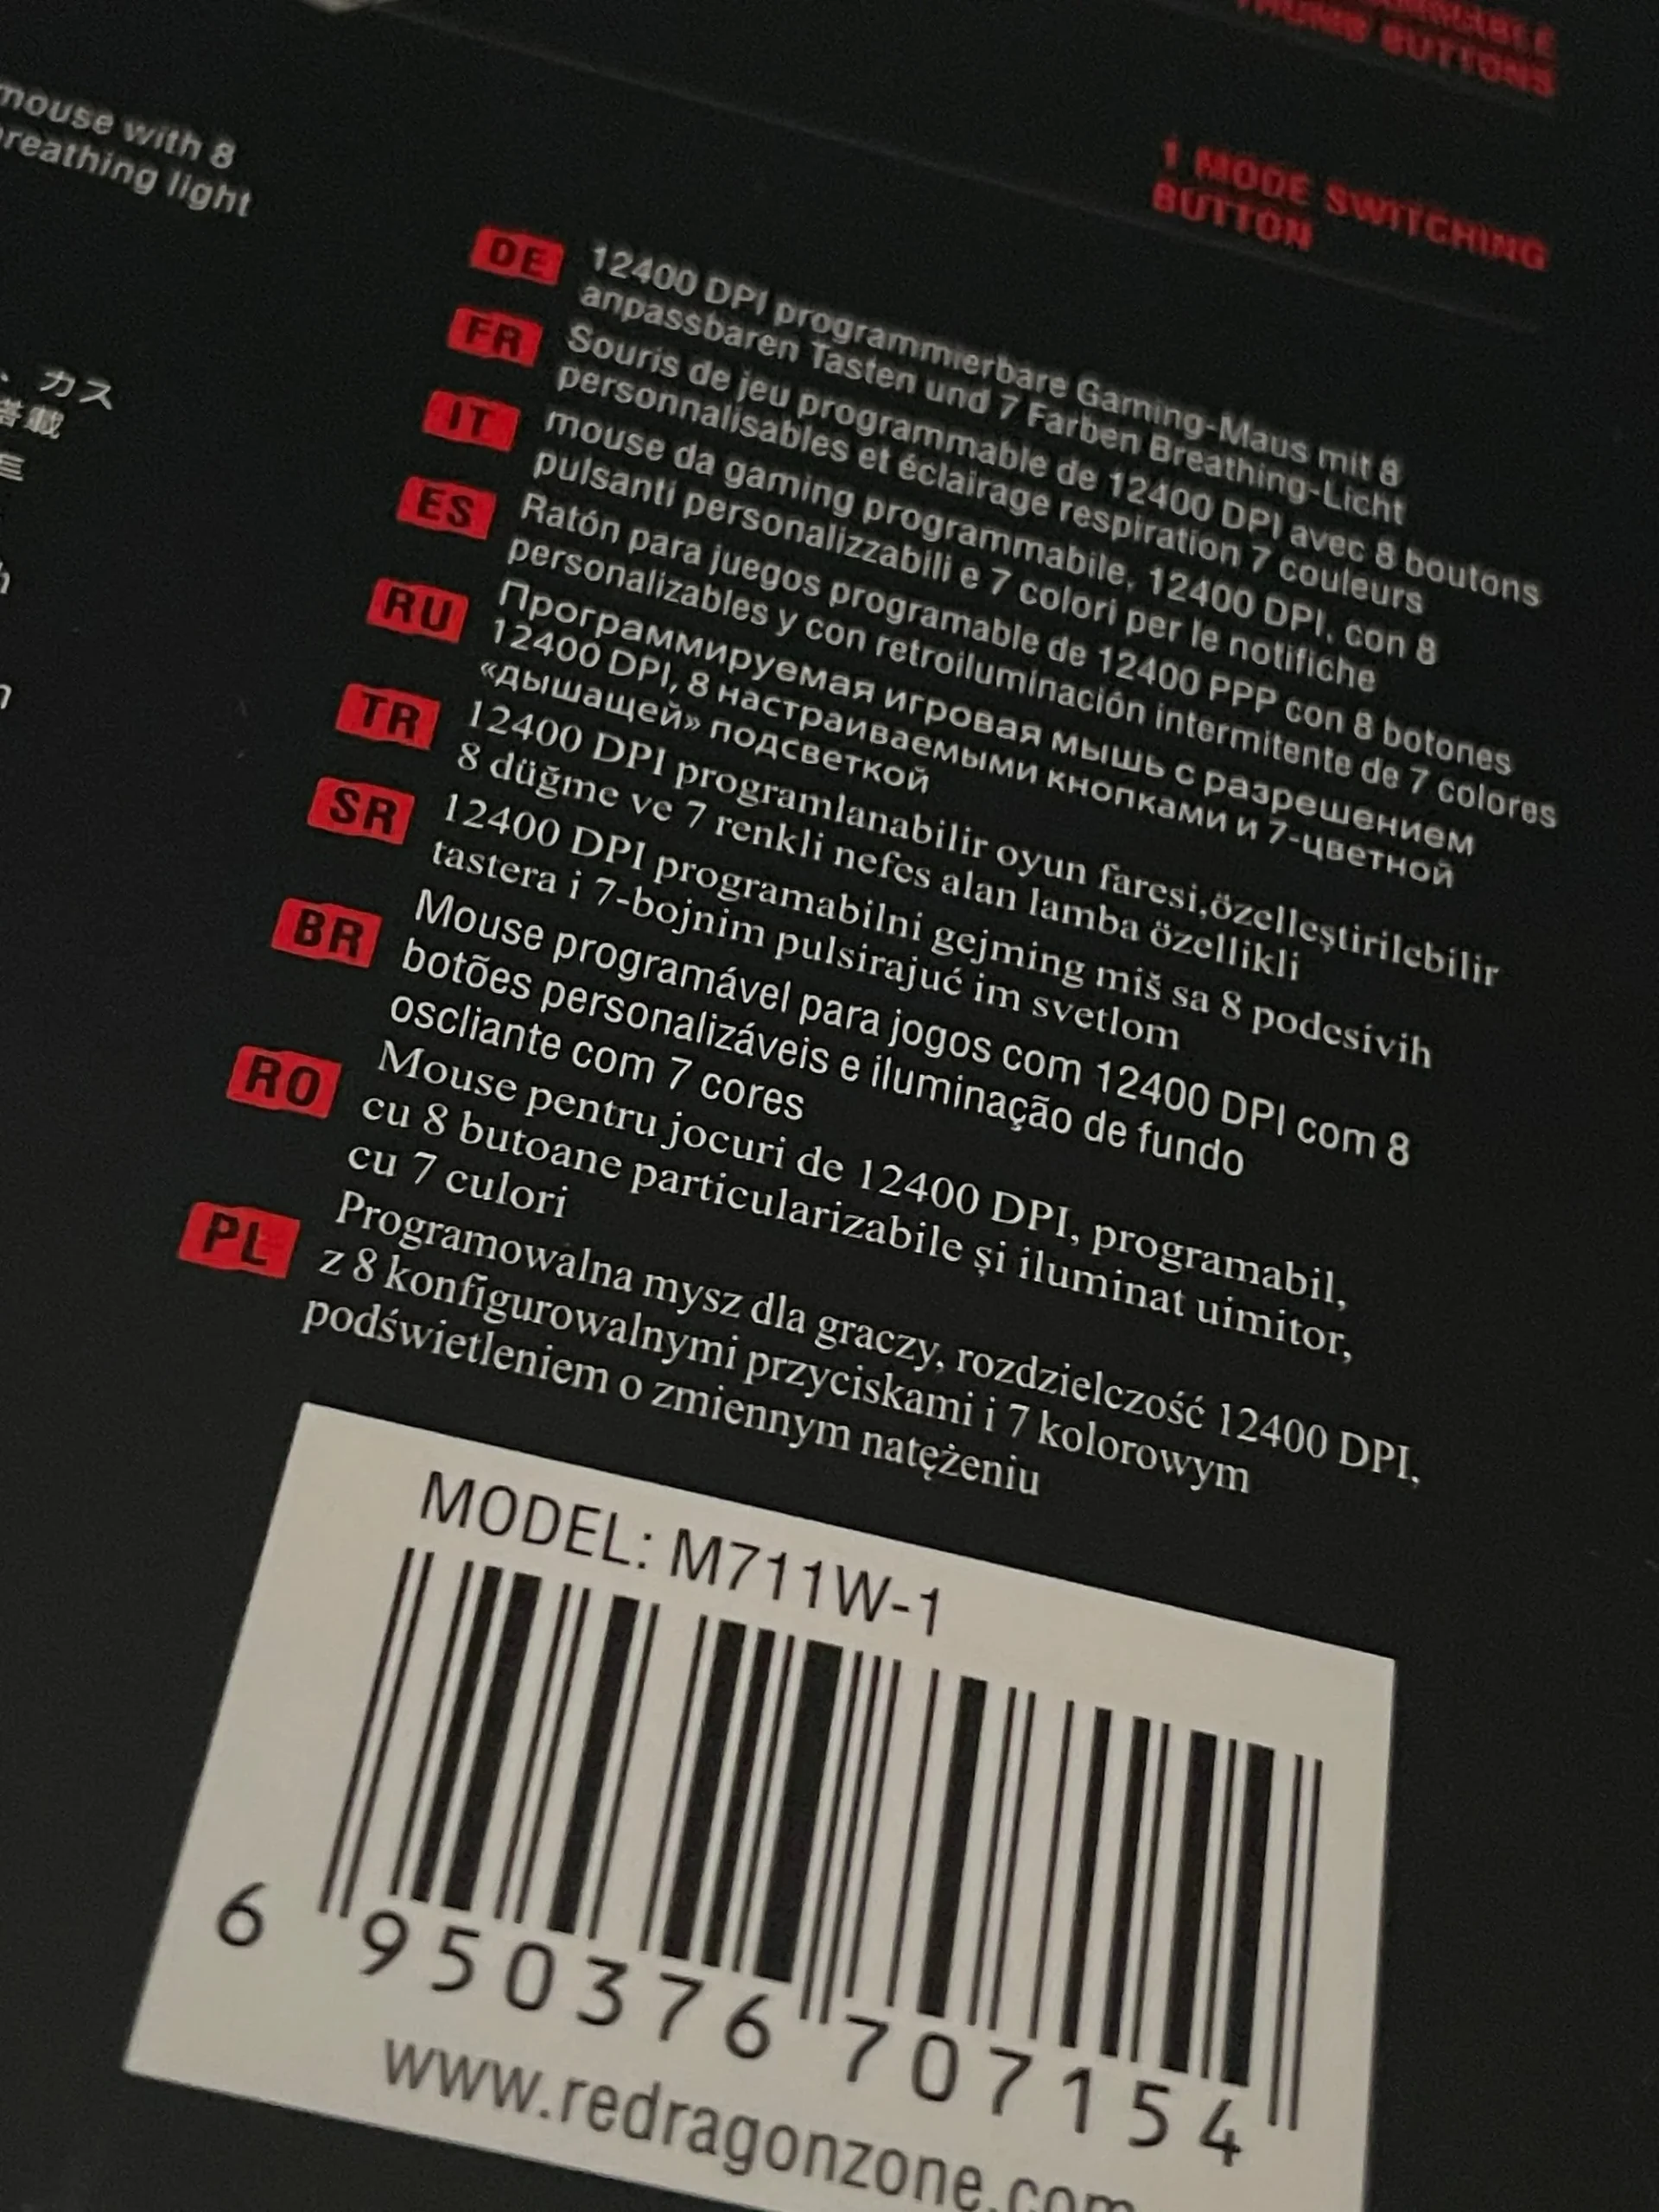 BUTTONS
1 MODE SWITCHING
BUTTON
mouse with 8
breathing light
カス
搭載
DE 12400 DPI programmierbare Gaming-Maus mit 8
anpassbaren Tasten und 7 Farben Breathing-Licht
FR Souris de jeu programmable de 12400 DPI avec 8 boutons
personnalisables et éclairage respiration 7 couleurs
IT mouse da gaming programmabile, 12400 DPI, con 8
pulsanti personalizzabili e 7 colori per le notifiche
ES Ratón para juegos programable de 12400 PPP con 8 botones
personalizables y con retroiluminación intermitente de 7 colores
RU Программируемая игровая мышь с разрешением
12400 DPI, 8 настраиваемыми кнопками и 7-цветной
«дышащей» подсветкой
TR 12400 DPI programlanabilir oyun faresi,özelleştirilebilir
8 düğme ve 7 renkli nefes alan lamba özellikli
SR 12400 DPI programabilni gejming miš sa 8 podesivih
tastera i 7-bojnim pulsirajuć im svetlom
BR Mouse programável para jogos com 12400 DPI com 8
botões personalizáveis e iluminação de fundo
oscliante com 7 cores
RO Mouse pentru jocuri de 12400 DPI, programabil,
cu 8 butoane particularizabile și iluminat uimitor,
cu 7 culori
PL Programowalna mysz dla graczy, rozdzielczość 12400 DPI,
z 8 konfigurowalnymi przyciskami i 7 kolorowym
podświetleniem o zmiennym natężeniu
MODEL: M711W-1
6 950376 707154
www.redragonzone.com